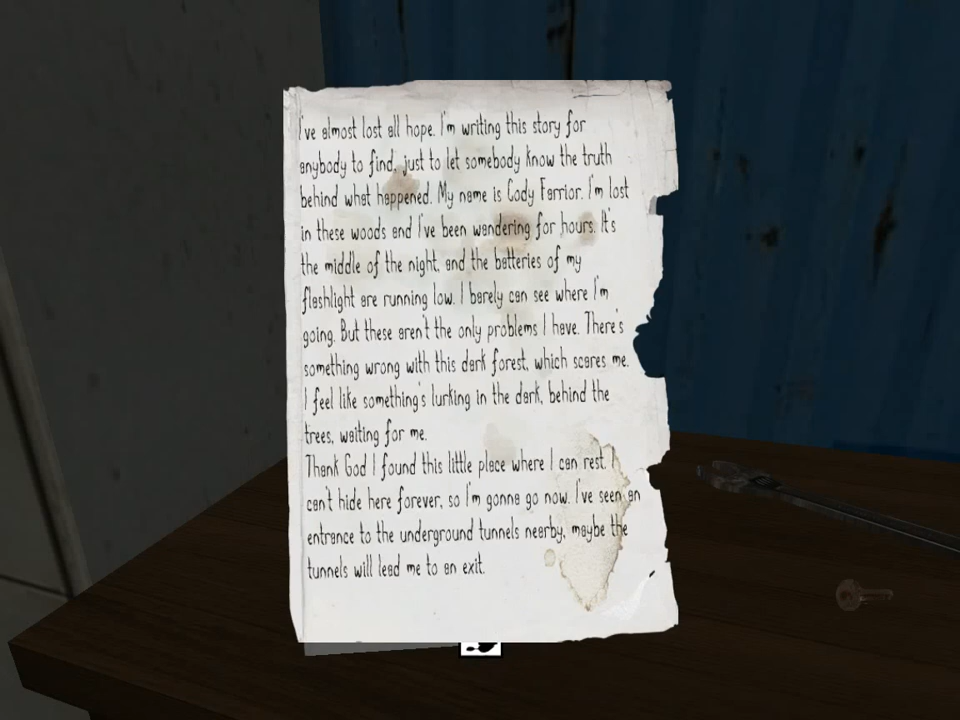 I've almost lost all hope. I'm writing this story for
anybody to find, just to let somebody know the truth
behind what happened. My name is Cody Farrior. I'm lost
in these woods and I've been wandering for hours. It's
the middle of the night, and the batteries of my
flashlight are running low. I barely can see where I'm
going. But these aren't the only problems I have. There's
something wrong with this dark forest, which scares me.
I feel like something's lurking in the dark, behind the
trees, waiting for me.
Thank God I found this little place where I can rest. I
can't hide here forever, so I'm gonna go now. I've seen an
entrance to the underground tunnels nearby, maybe the
tunnels will lead me to an exit.